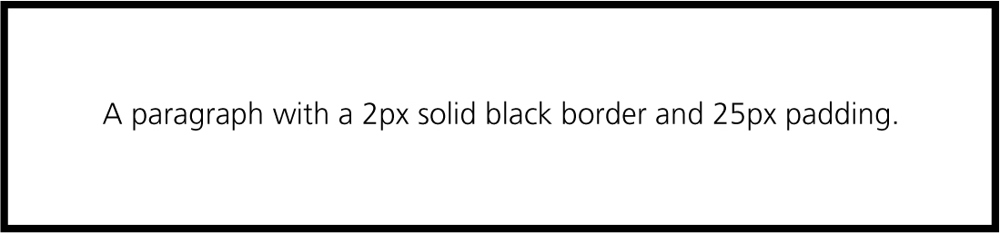 A paragraph with a 2px solid black border and 25px padding.